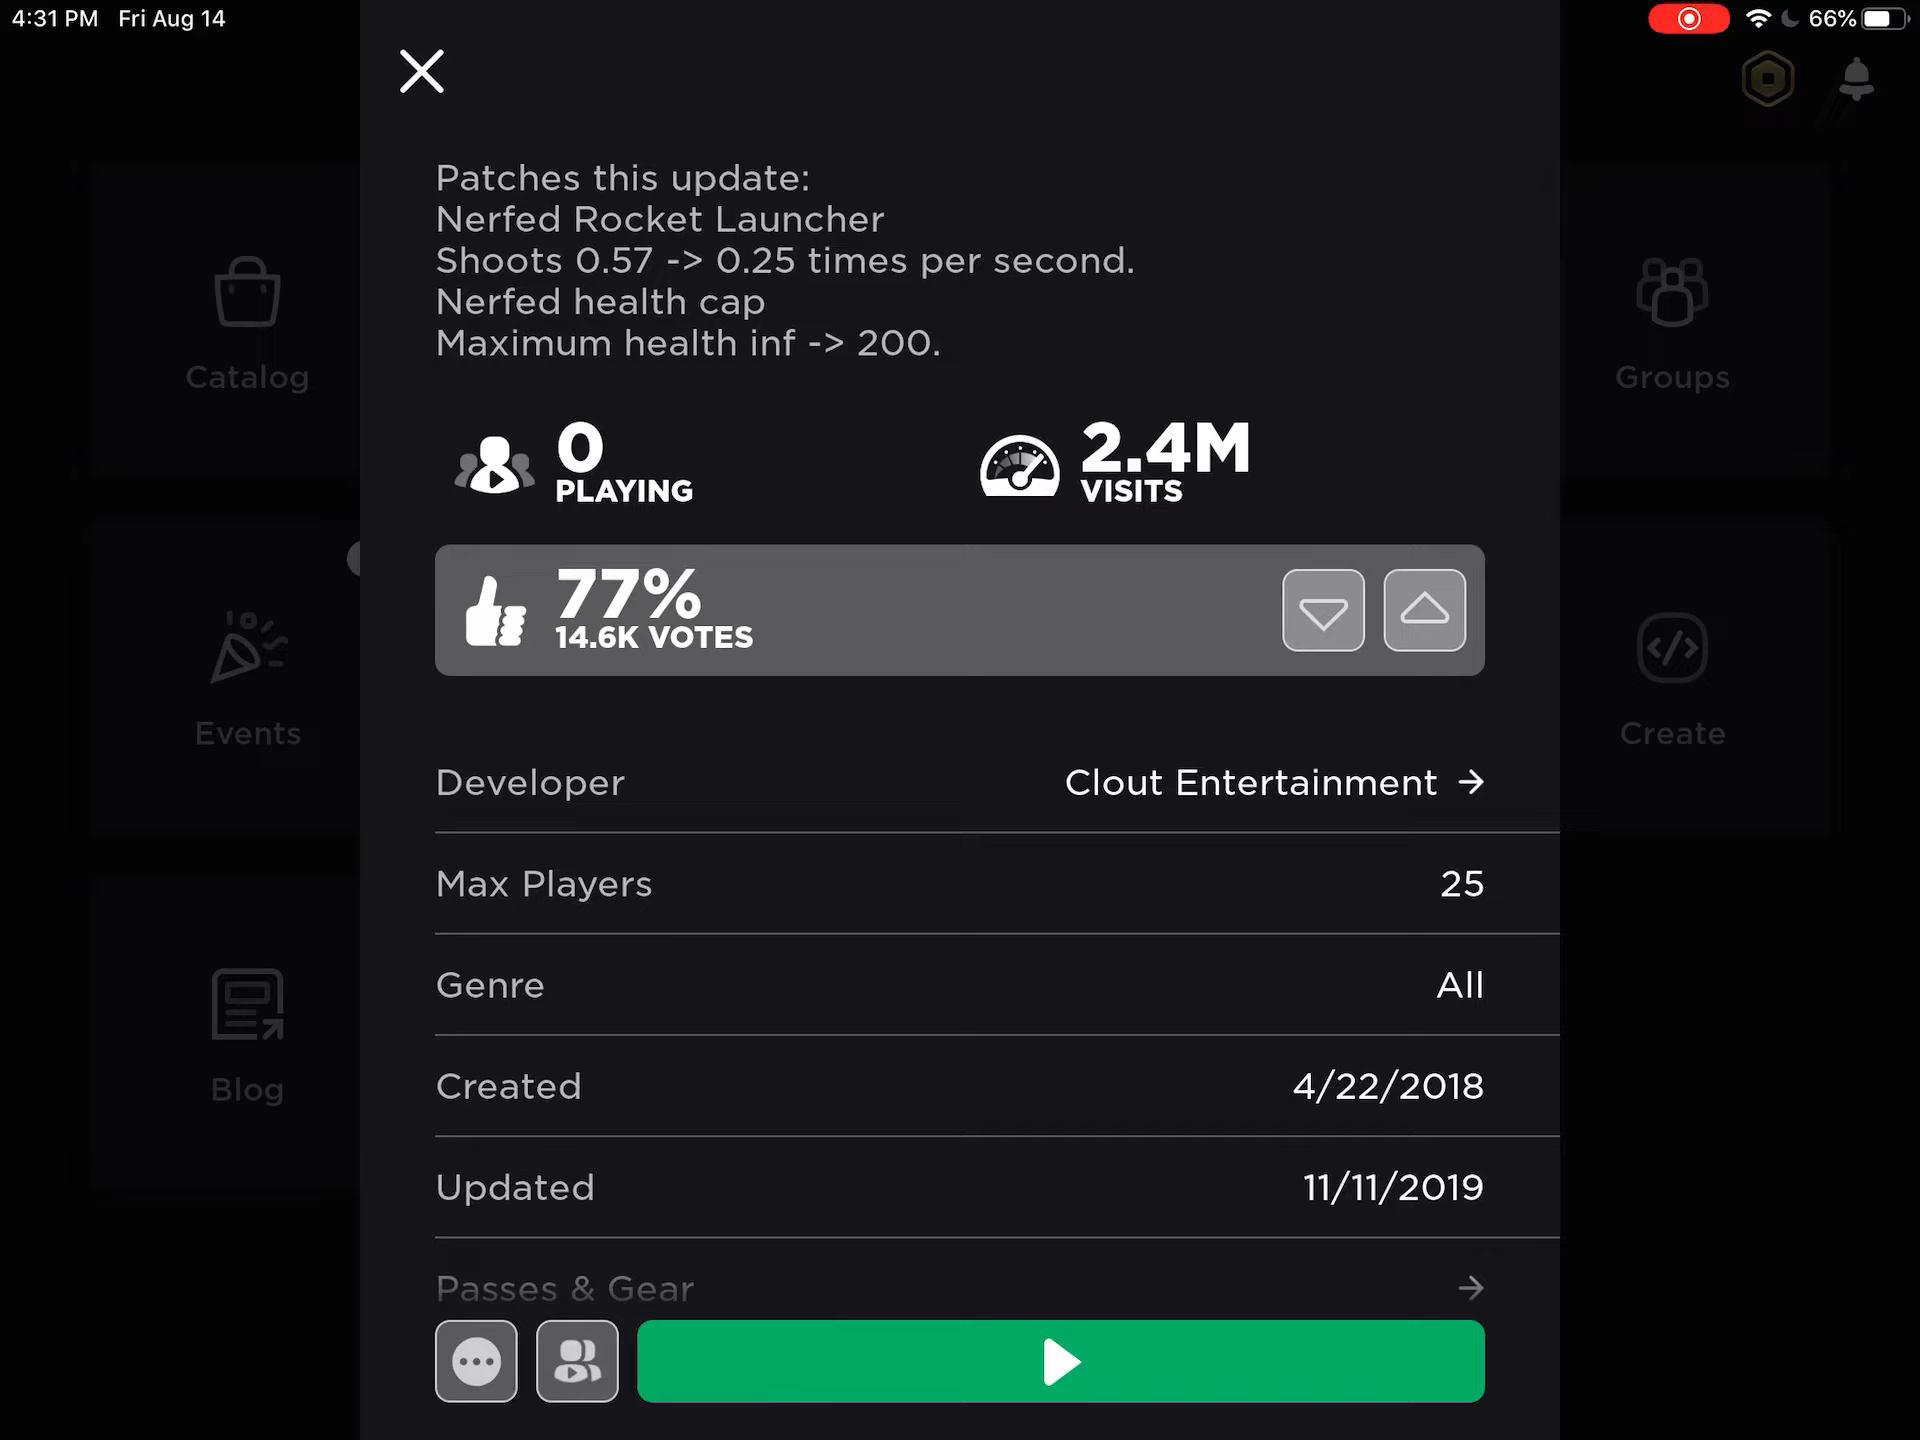 4:31 PM Fri Aug 14
66%
Patches this update:
Nerfed Rocket Launcher
Shoots 0.57 -> 0.25 times per second.
Nerfed health cap
Maximum health inf -> 200.
Catalog
Groups
0
PLAYING
2.4M
VISITS
77%
14.6K VOTES
Events
Create
Developer
Clout Entertainment
Max Players
25
Genre
All
Blog
Created
4/22/2018
Updated
11/11/2019
Passes & Gear